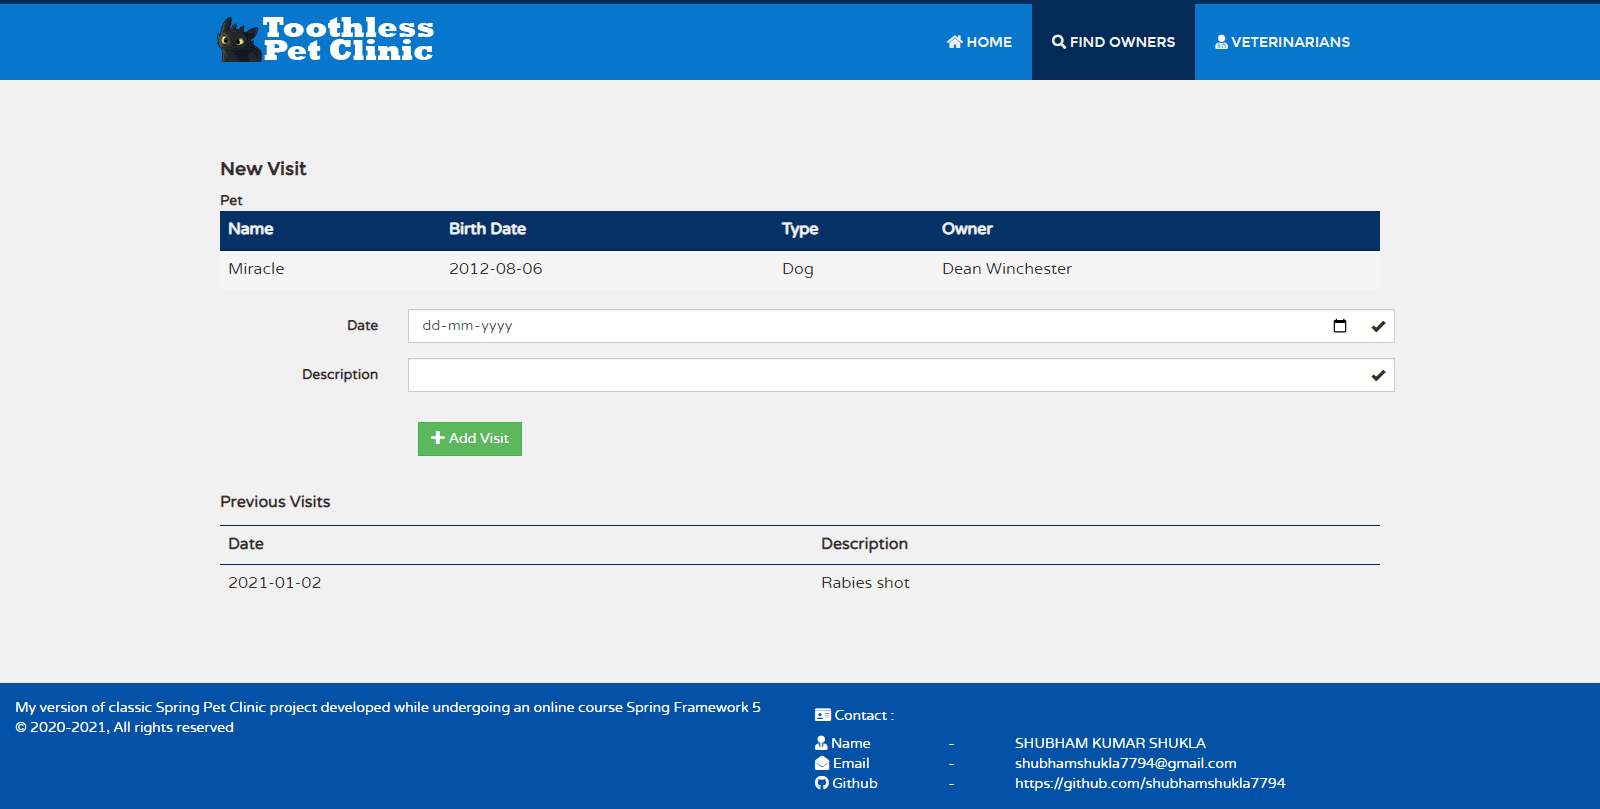 Toothless
Pet Clinic
HOME FIND OWNERS VETERINARIANS
New Visit
Pet
Name Birth Date Type Owner
Miracle 2012-08-06 Dog Dean Winchester
Date dd-mm-yyyy
Description
Add Visit
Previous Visits
Date Description
2021-01-02 Rabies shot
My version of classic Spring Pet Clinic project developed while undergoing an online course Spring Framework 5
© 2020-2021, All rights reserved
Contact :
Name - SHUBHAM KUMAR SHUKLA
Email - shubhamshukla7794@gmail.com
Github - https://github.com/shubhamshukla7794